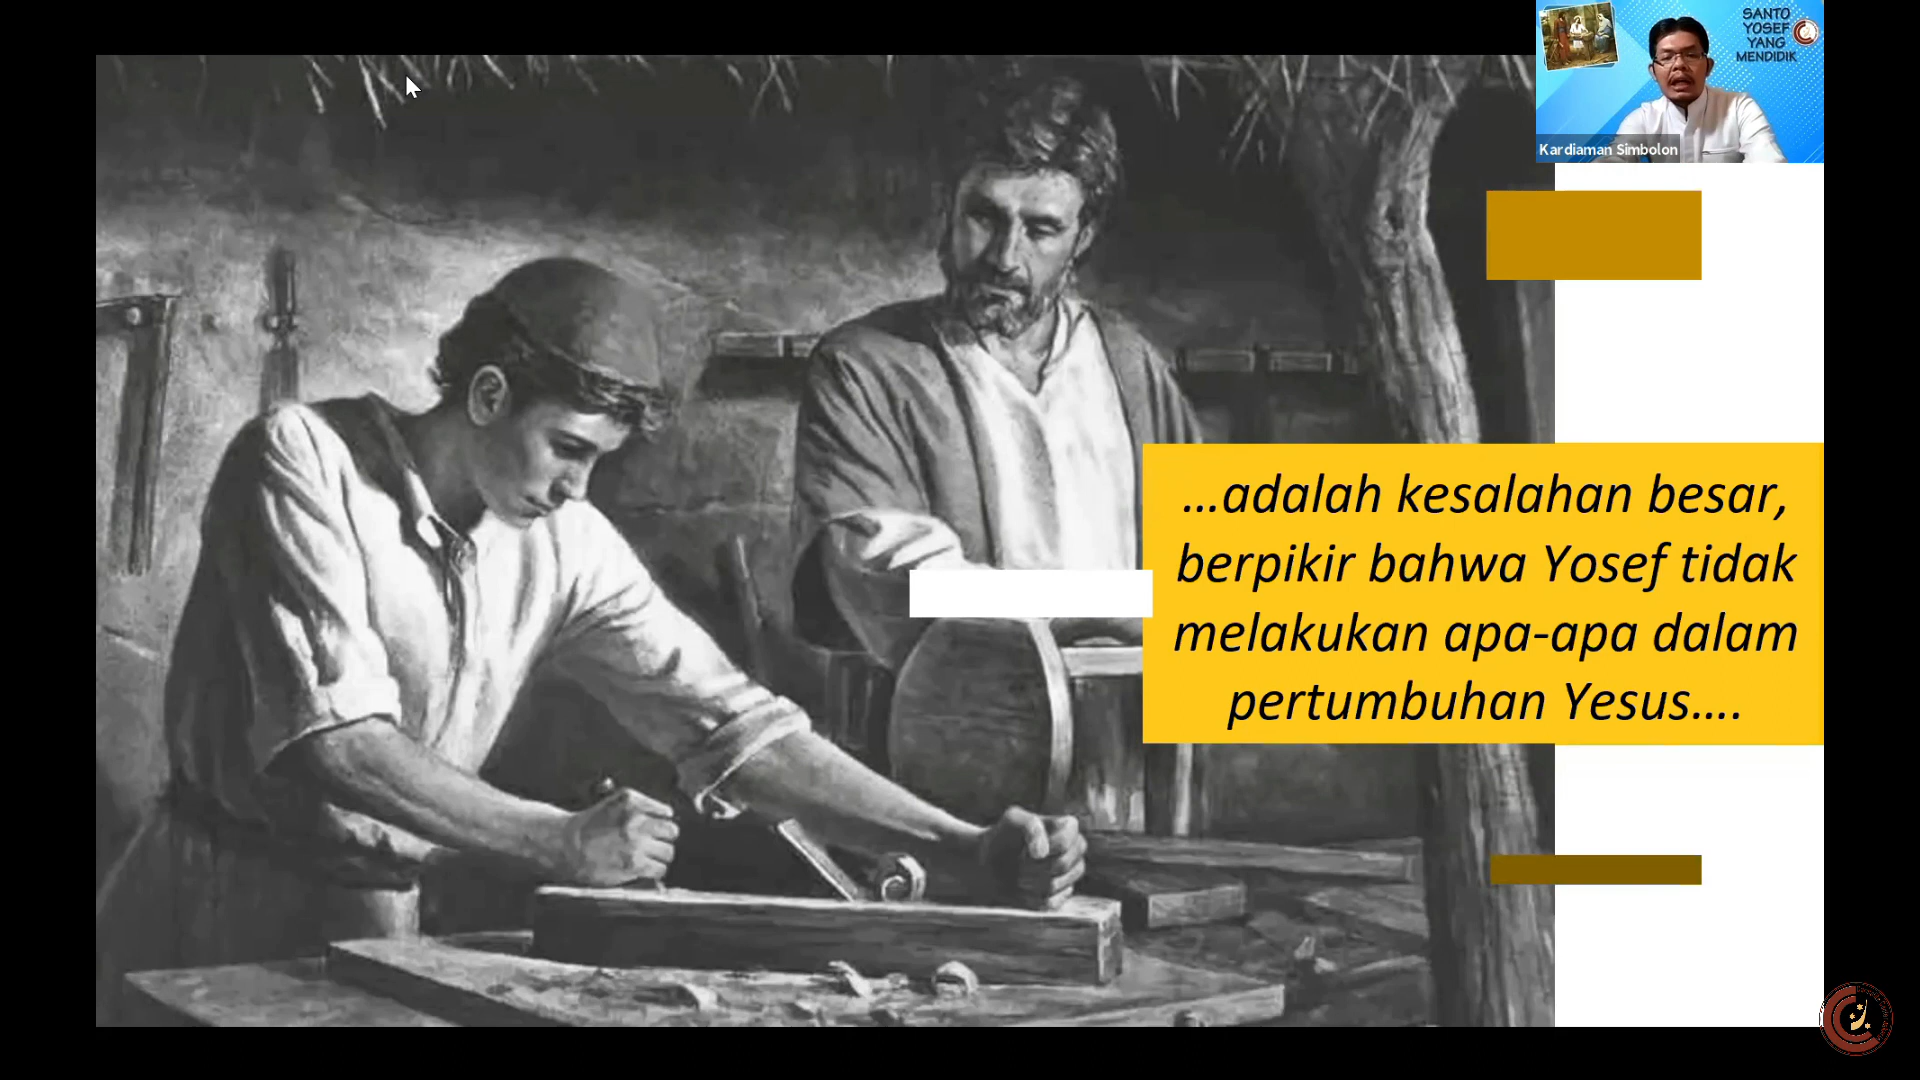 SANTO
YOSEF
YANG
MENDIDIK
Kardiaman Simbolon
...adalah kesalahan besar,
berpikir bahwa Yosef tidak
melakukan apa-apa dalam
pertumbuhan Yesus....